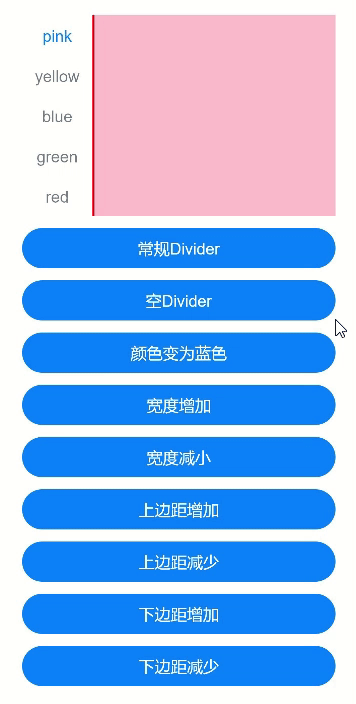 pink
yellow
blue
green
red
常规Divider
空Divider
颜色变为蓝色
宽度增加
宽度减小
上边距增加
上边距减少
下边距增加
下边距减少